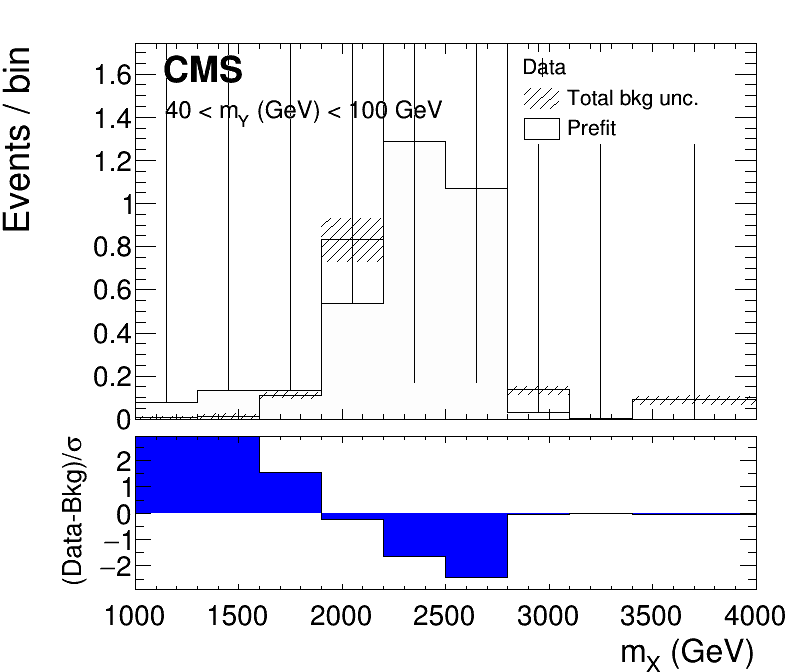 CMS
40 < mY (GeV) < 100 GeV
Data
Total bkg unc.
Prefit
Events / bin
1.6
1.4
1.2
1
0.8
0.6
0.4
0.2
0
(Data-Bkg)/σ
2
1
0
−1
−2
1000 1500 2000 2500 3000 3500 4000
mX (GeV)